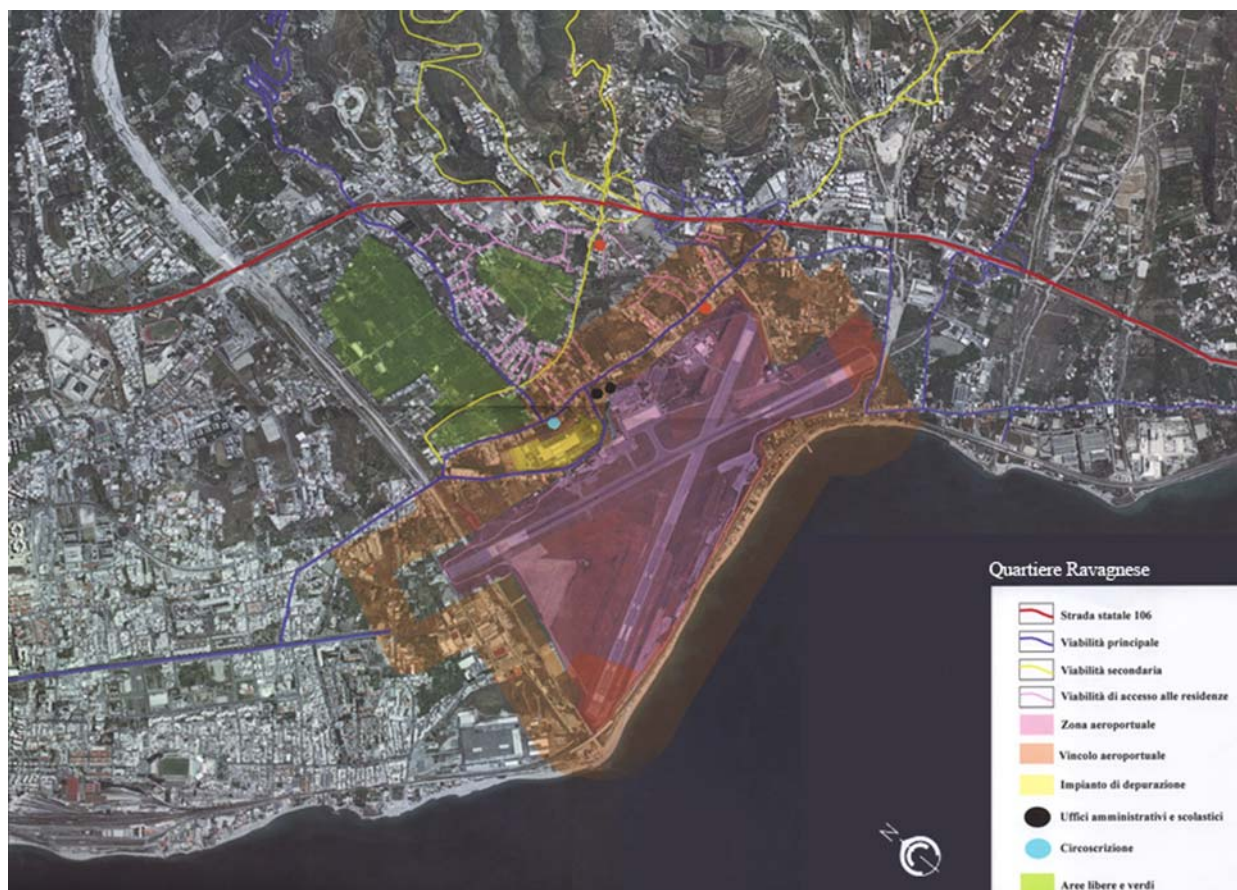 Quartiere Ravagnese
Strada statale 106
Viabilità principale
Viabilità secondaria
Viabilità di accesso alle residenze
Zona aeroportuale
Vincolo aeroportuale
Impianto di depurazione
Uffici amministrativi e scolastici
Circoscrizione
Aree libere e verdi
N